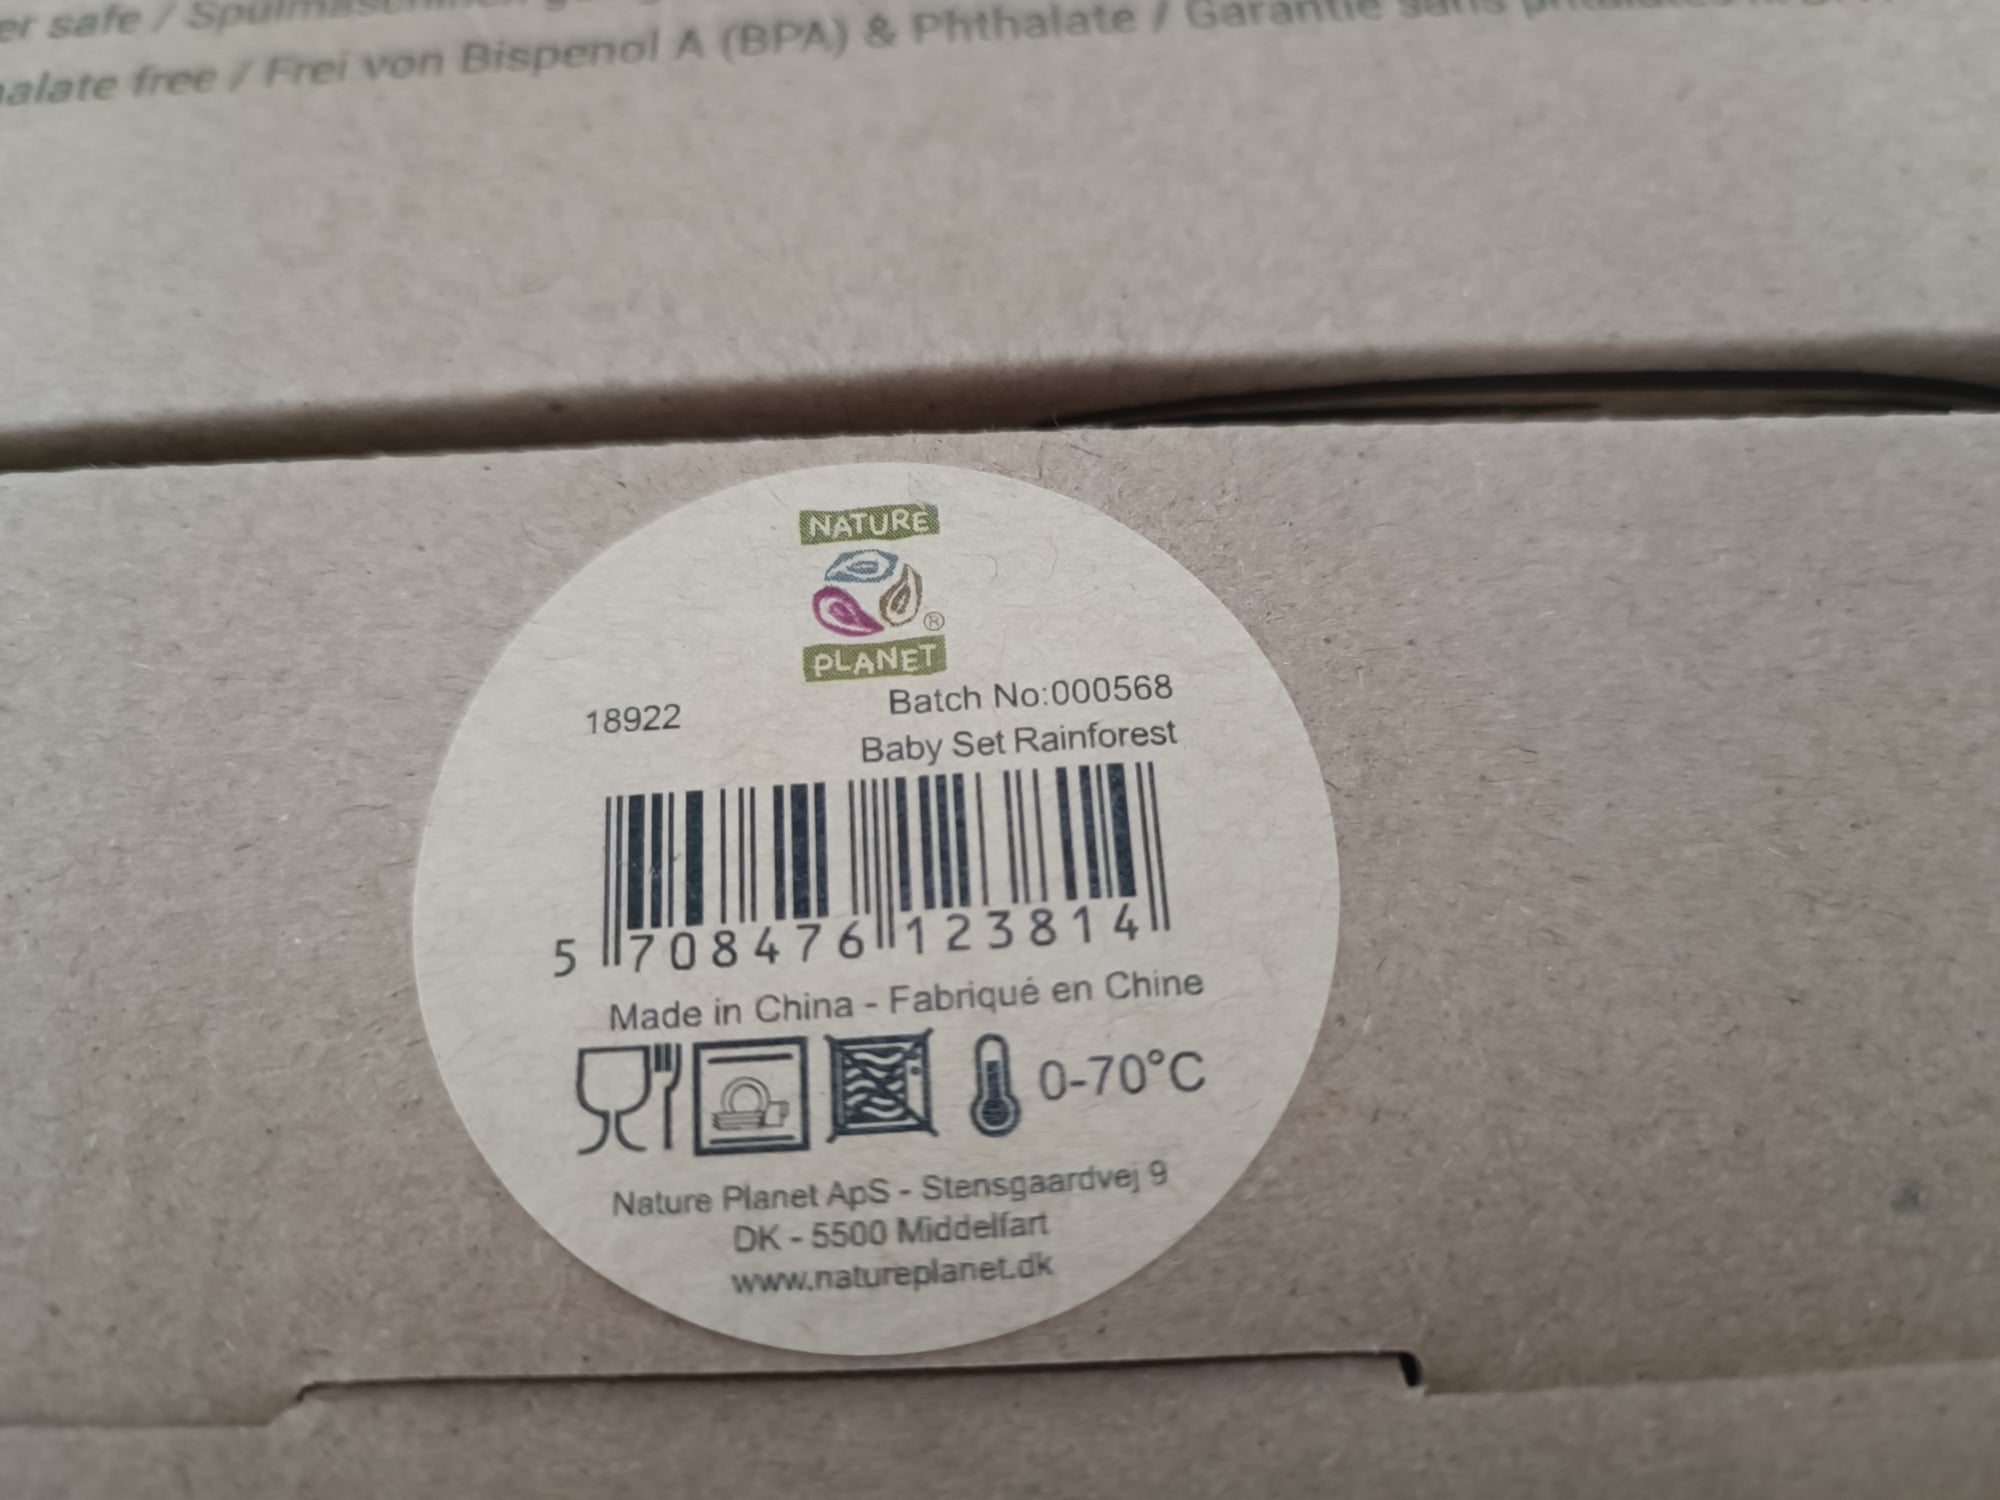 er safe / Spülmaschinen
alate free / Frei von Bispenol A (BPA) & Phthalate / Garantie sans phtalates
NATURE
PLANET
®
18922
Batch No:000568
Baby Set Rainforest
5 708476 123814
Made in China - Fabriqué en Chine
0-70°C
Nature Planet ApS - Stensgaardvej 9
DK - 5500 Middelfart
www.natureplanet.dk